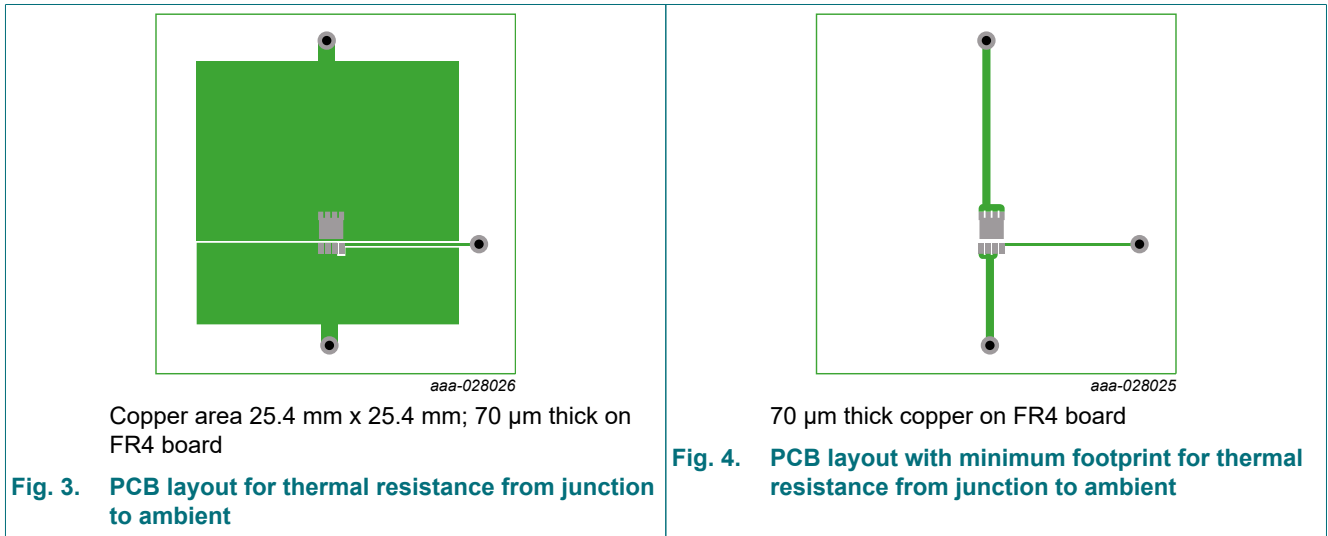 aaa-028026
Copper area 25.4 mm x 25.4 mm; 70 µm thick on
FR4 board
Fig. 3. PCB layout for thermal resistance from junction
to ambient
aaa-028025
70 µm thick copper on FR4 board
Fig. 4. PCB layout with minimum footprint for thermal
resistance from junction to ambient